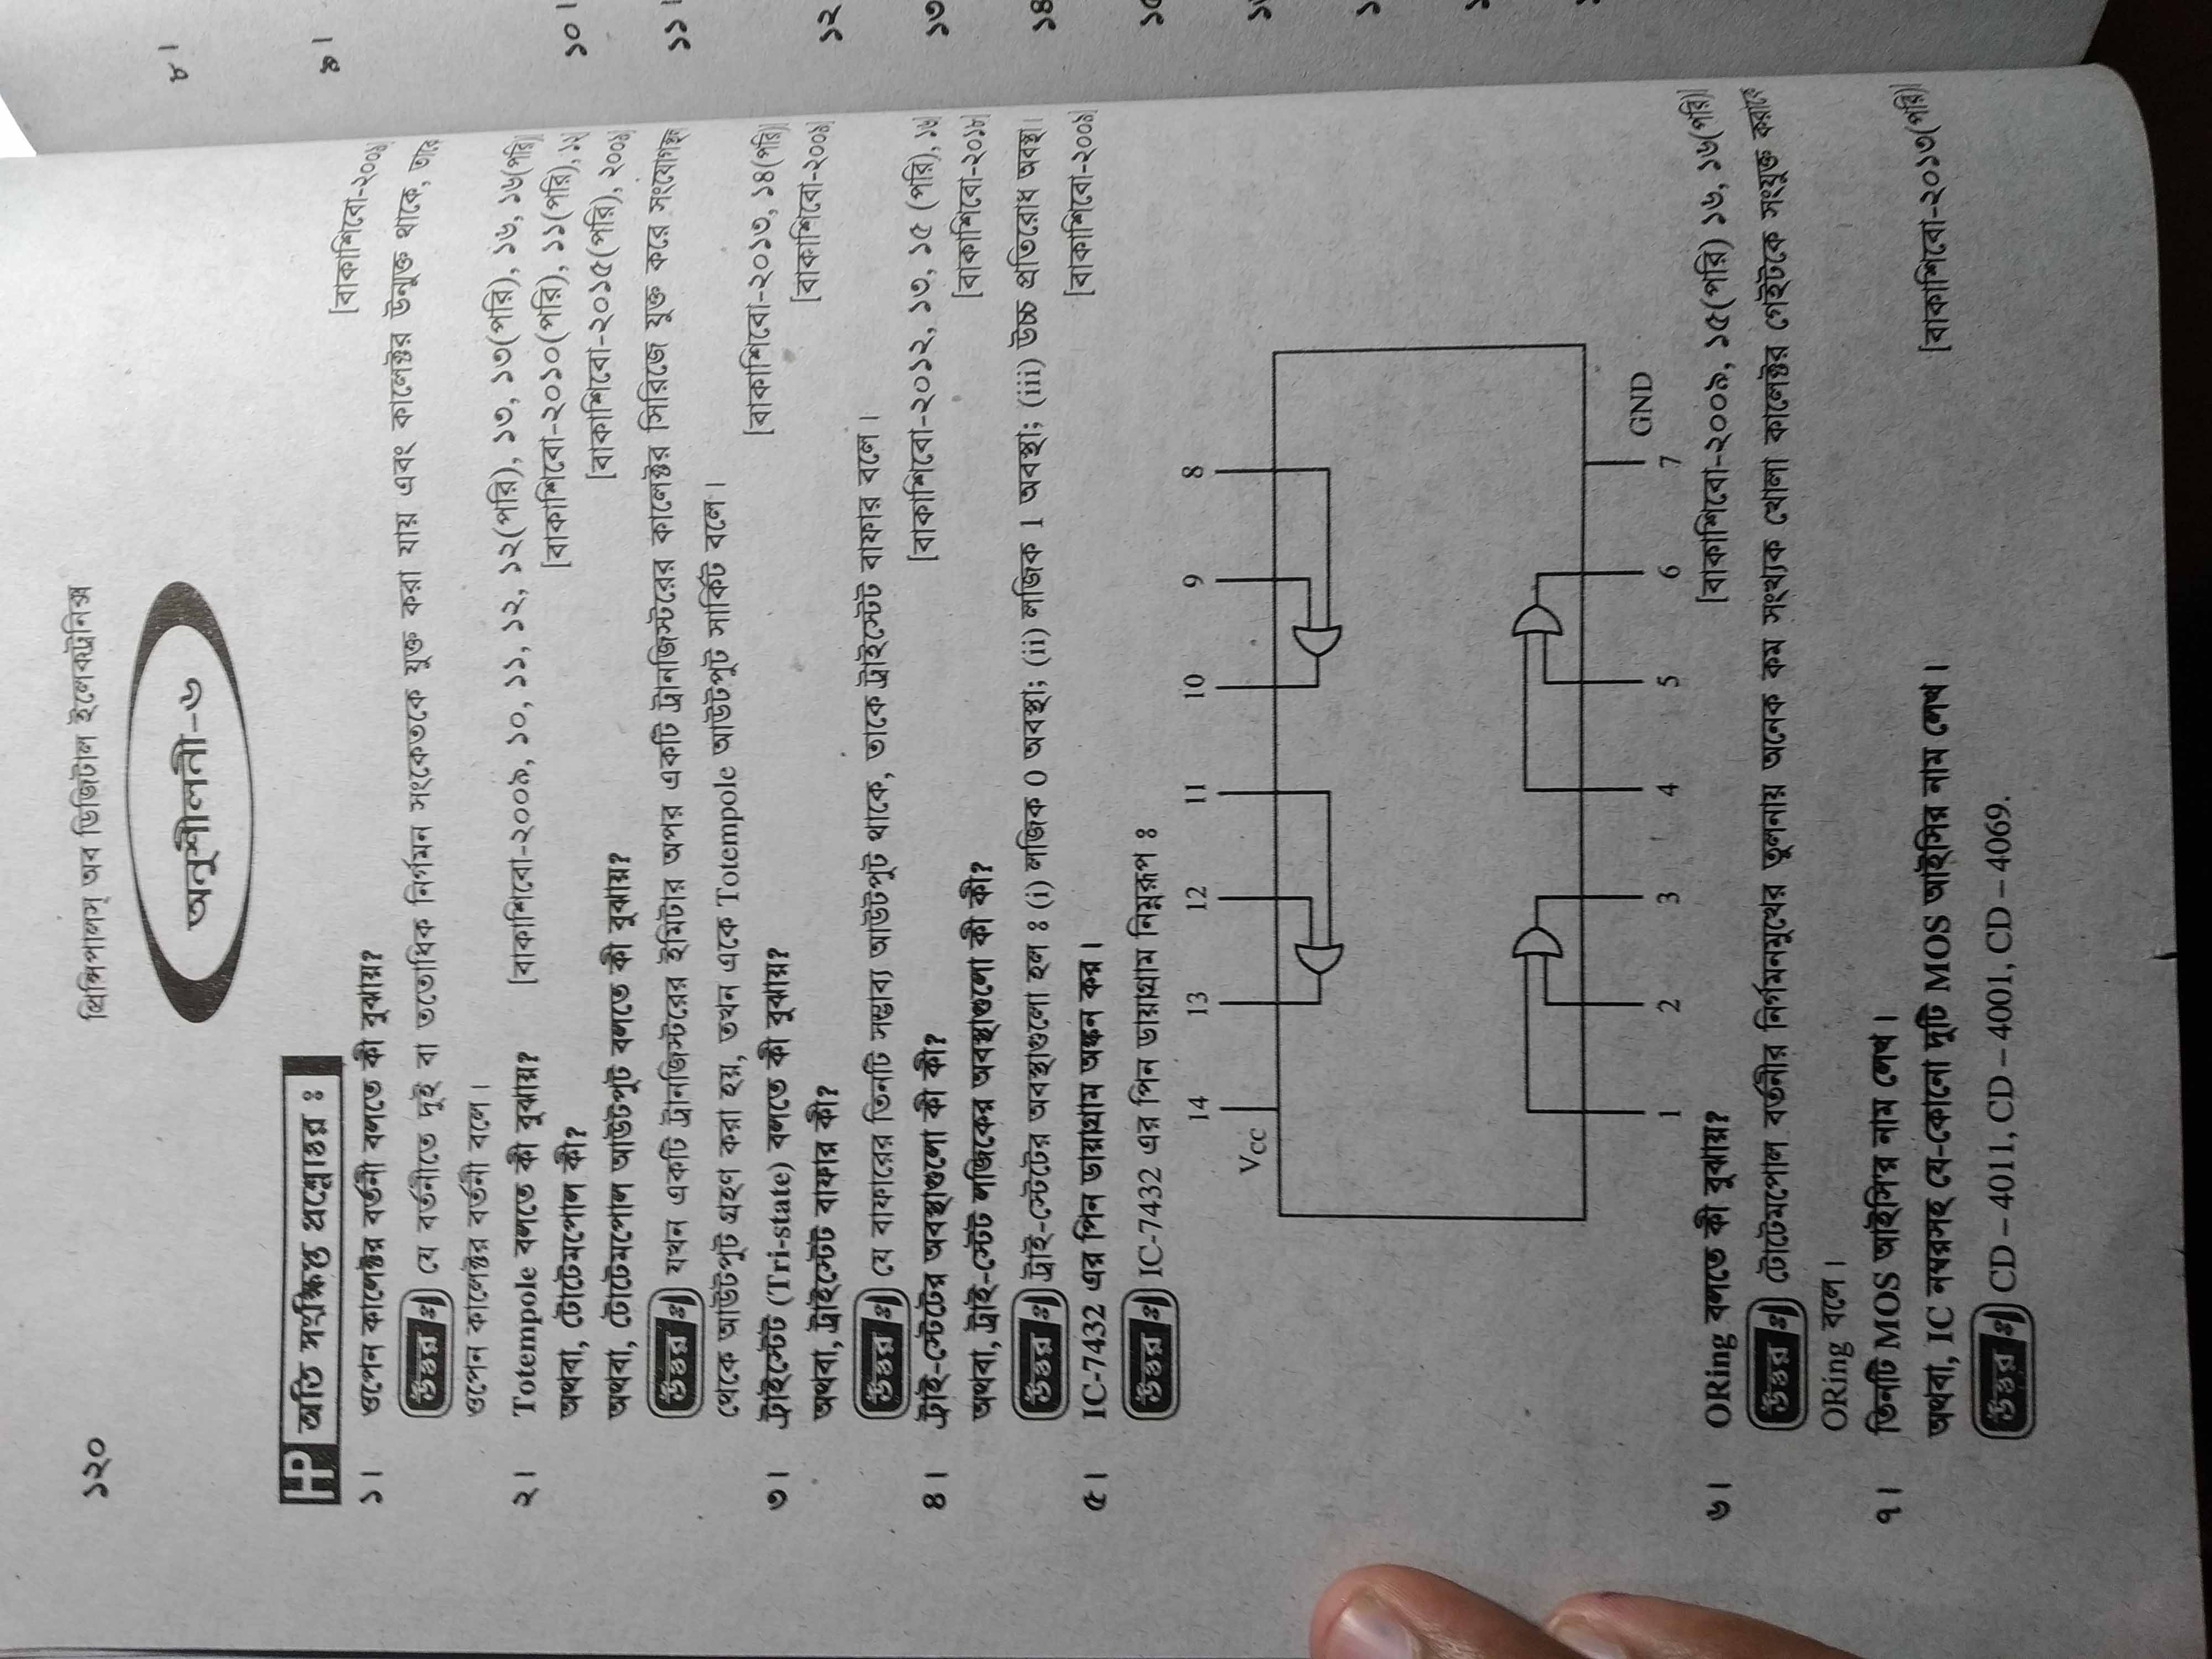 ১২০
প্রিন্সিপালস্ অব ডিজিটাল ইলেকট্রনিক্স
অনুশীলনী-৬
HP অতি সংক্ষিপ্ত প্রশ্নোত্তর ঃ
১। ওপেন কালেক্টর বর্তনী বলতে কী বুঝায়? [বাকাশিবো-২০০৯]
উত্তর ঃ যে বর্তনীতে দুই বা ততোধিক নির্গমন সংকেতকে যুক্ত করা যায় এবং কালেক্টর উন্মুক্ত থাকে, তাকে
ওপেন কালেক্টর বর্তনী বলে।
২। Totempole বলতে কী বুঝায়? [বাকাশিবো-২০০৯, ১০, ১১, ১২, ১২(পরি), ১৩, ১৩(পরি), ১৬, ১৬(পরি)]
অথবা, টোটেমপোল কী? [বাকাশিবো-২০১০(পরি), ১১(পরি), ১২]
অথবা, টোটেমপোল আউটপুট বলতে কী বুঝায়? [বাকাশিবো-২০১৫(পরি), ২০০৯]
উত্তর ঃ যখন একটি ট্রানজিস্টরের ইমিটার অপর একটি ট্রানজিস্টরের কালেক্টর সিরিজে যুক্ত করে সংযোগস্থল
থেকে আউটপুট গ্রহণ করা হয়, তখন একে Totempole আউটপুট সার্কিট বলে।
৩। ট্রাইস্টেট (Tri-state) বলতে কী বুঝায়? [বাকাশিবো-২০১৩, ১৪(পরি)]
অথবা, ট্রাইস্টেট বাফার কী? [বাকাশিবো-২০০৯]
উত্তর ঃ যে বাফারের তিনটি সম্ভাব্য আউটপুট থাকে, তাকে ট্রাইস্টেট বাফার বলে।
৪। ট্রাই-স্টেটের অবস্থাগুলো কী কী? [বাকাশিবো-২০১২, ১৩, ১৫ (পরি), ১৬]
অথবা, ট্রাই-স্টেট লজিকের অবস্থাগুলো কী কী? [বাকাশিবো-২০১৮]
উত্তর ঃ ট্রাই-স্টেটের অবস্থাগুলো হল ঃ (i) লজিক 0 অবস্থা; (ii) লজিক 1 অবস্থা; (iii) উচ্চ প্রতিরোধ অবস্থা।
৫। IC-7432 এর পিন ডায়াগ্রাম অঙ্কন কর। [বাকাশিবো-২০০৯]
উত্তর ঃ IC-7432 এর পিন ডায়াগ্রাম নিম্নরূপ ঃ
14 13 12 11 10 9 8
VCC
GND
1 2 3 4 5 6 7
৬। ORing বলতে কী বুঝায়? [বাকাশিবো-২০০৯, ১৫(পরি) ১৬, ১৬(পরি)]
উত্তর ঃ টোটেমপোল বর্তনীর নির্গমনমুখের তুলনায় অনেক কম সংখ্যক খোলা কালেক্টর গেইটকে সংযুক্ত করাকে
ORing বলে।
৭। তিনটি MOS আইসি'র নাম লেখ।
অথবা, IC নম্বরসহ যে-কোনো দুটি MOS আইসির নাম লেখ। [বাকাশিবো-২০১৩(পরি)]
উত্তর ঃ CD – 4011, CD – 4001, CD – 4069.
৮।
৯।
১০।
১১।
১২
১৩
১৪